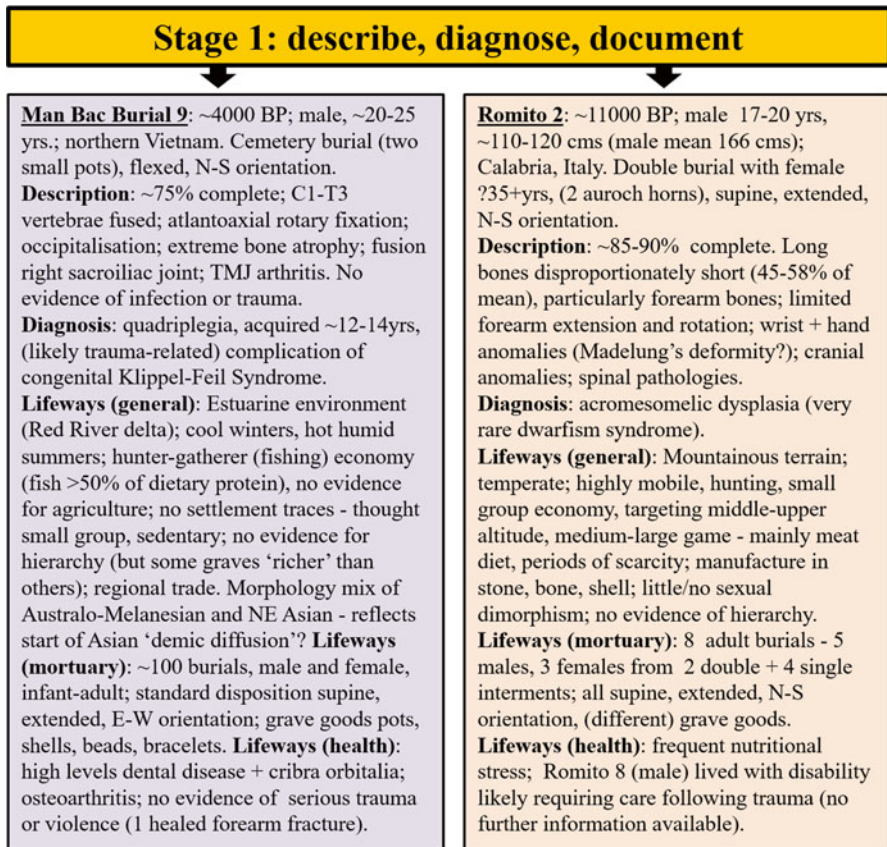 Stage 1: describe, diagnose, document
Man Bac Burial 9: ~4000 BP; male, ~20-25
yrs.; northern Vietnam. Cemetery burial (two
small pots), flexed, N-S orientation.
Description: ~75% complete; C1-T3
vertebrae fused; atlantoaxial rotary fixation;
occipitalisation; extreme bone atrophy; fusion
right sacroiliac joint; TMJ arthritis. No
evidence of infection or trauma.
Diagnosis: quadriplegia, acquired ~12-14yrs,
(likely trauma-related) complication of
congenital Klippel-Feil Syndrome.
Lifeways (general): Estuarine environment
(Red River delta); cool winters, hot humid
summers; hunter-gatherer (fishing) economy
(fish >50% of dietary protein), no evidence
for agriculture; no settlement traces - thought
small group, sedentary; no evidence for
hierarchy (but some graves ‘richer’ than
others); regional trade. Morphology mix of
Australo-Melanesian and NE Asian - reflects
start of Asian ‘demic diffusion’? Lifeways
(mortuary): ~100 burials, male and female,
infant-adult; standard disposition supine,
extended, E-W orientation; grave goods pots,
shells, beads, bracelets. Lifeways (health):
high levels dental disease + cribra orbitalia;
osteoarthritis; no evidence of serious trauma
or violence (1 healed forearm fracture).
Romito 2: ~11000 BP; male 17-20 yrs,
~110-120 cms (male mean 166 cms);
Calabria, Italy. Double burial with female
?35+yrs, (2 auroch horns), supine, extended,
N-S orientation.
Description: ~85-90% complete. Long
bones disproportionately short (45-58% of
mean), particularly forearm bones; limited
forearm extension and rotation; wrist + hand
anomalies (Madelung’s deformity?); cranial
anomalies; spinal pathologies.
Diagnosis: acromesomelic dysplasia (very
rare dwarfism syndrome).
Lifeways (general): Mountainous terrain;
temperate; highly mobile, hunting, small
group economy, targeting middle-upper
altitude, medium-large game - mainly meat
diet, periods of scarcity; manufacture in
stone, bone, shell; little/no sexual
dimorphism; no evidence of hierarchy.
Lifeways (mortuary): 8 adult burials - 5
males, 3 females from 2 double + 4 single
interments; all supine, extended, N-S
orientation, (different) grave goods.
Lifeways (health): frequent nutritional
stress; Romito 8 (male) lived with disability
likely requiring care following trauma (no
further information available).